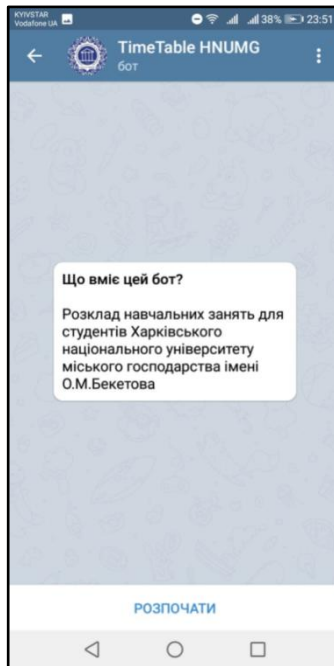 KYIVSTAR
Vodafone UA
38% 23:51
TimeTable HNUMG
бот
Що вміє цей бот?
Розклад навчальних занять для
студентів Харківського
національного університету
міського господарства імені
О.М.Бекетова
РОЗПОЧАТИ